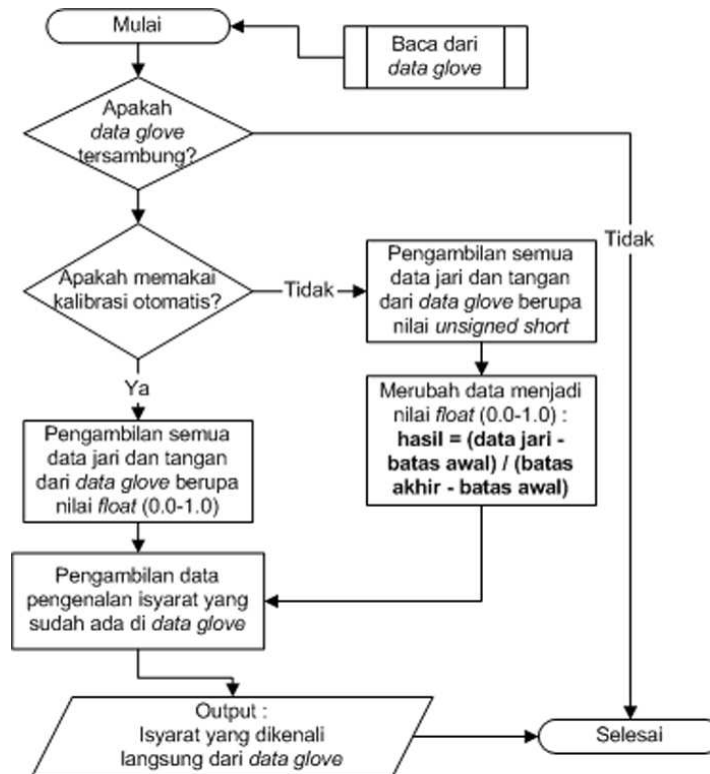 Mulai
Baca dari
data glove
Apakah
data glove
tersambung?
Tidak
Apakah memakai
kalibrasi otomatis?
Tidak
Pengambilan semua
data jari dan tangan
dari data glove berupa
nilai unsigned short
Ya
Merubah data menjadi
nilai float (0.0-1.0) :
hasil = (data jari -
batas awal) / (batas
akhir - batas awal)
Pengambilan semua
data jari dan tangan
dari data glove berupa
nilai float (0.0-1.0)
Pengambilan data
pengenalan isyarat yang
sudah ada di data glove
Output :
Isyarat yang dikenali
langsung dari data glove
Selesai